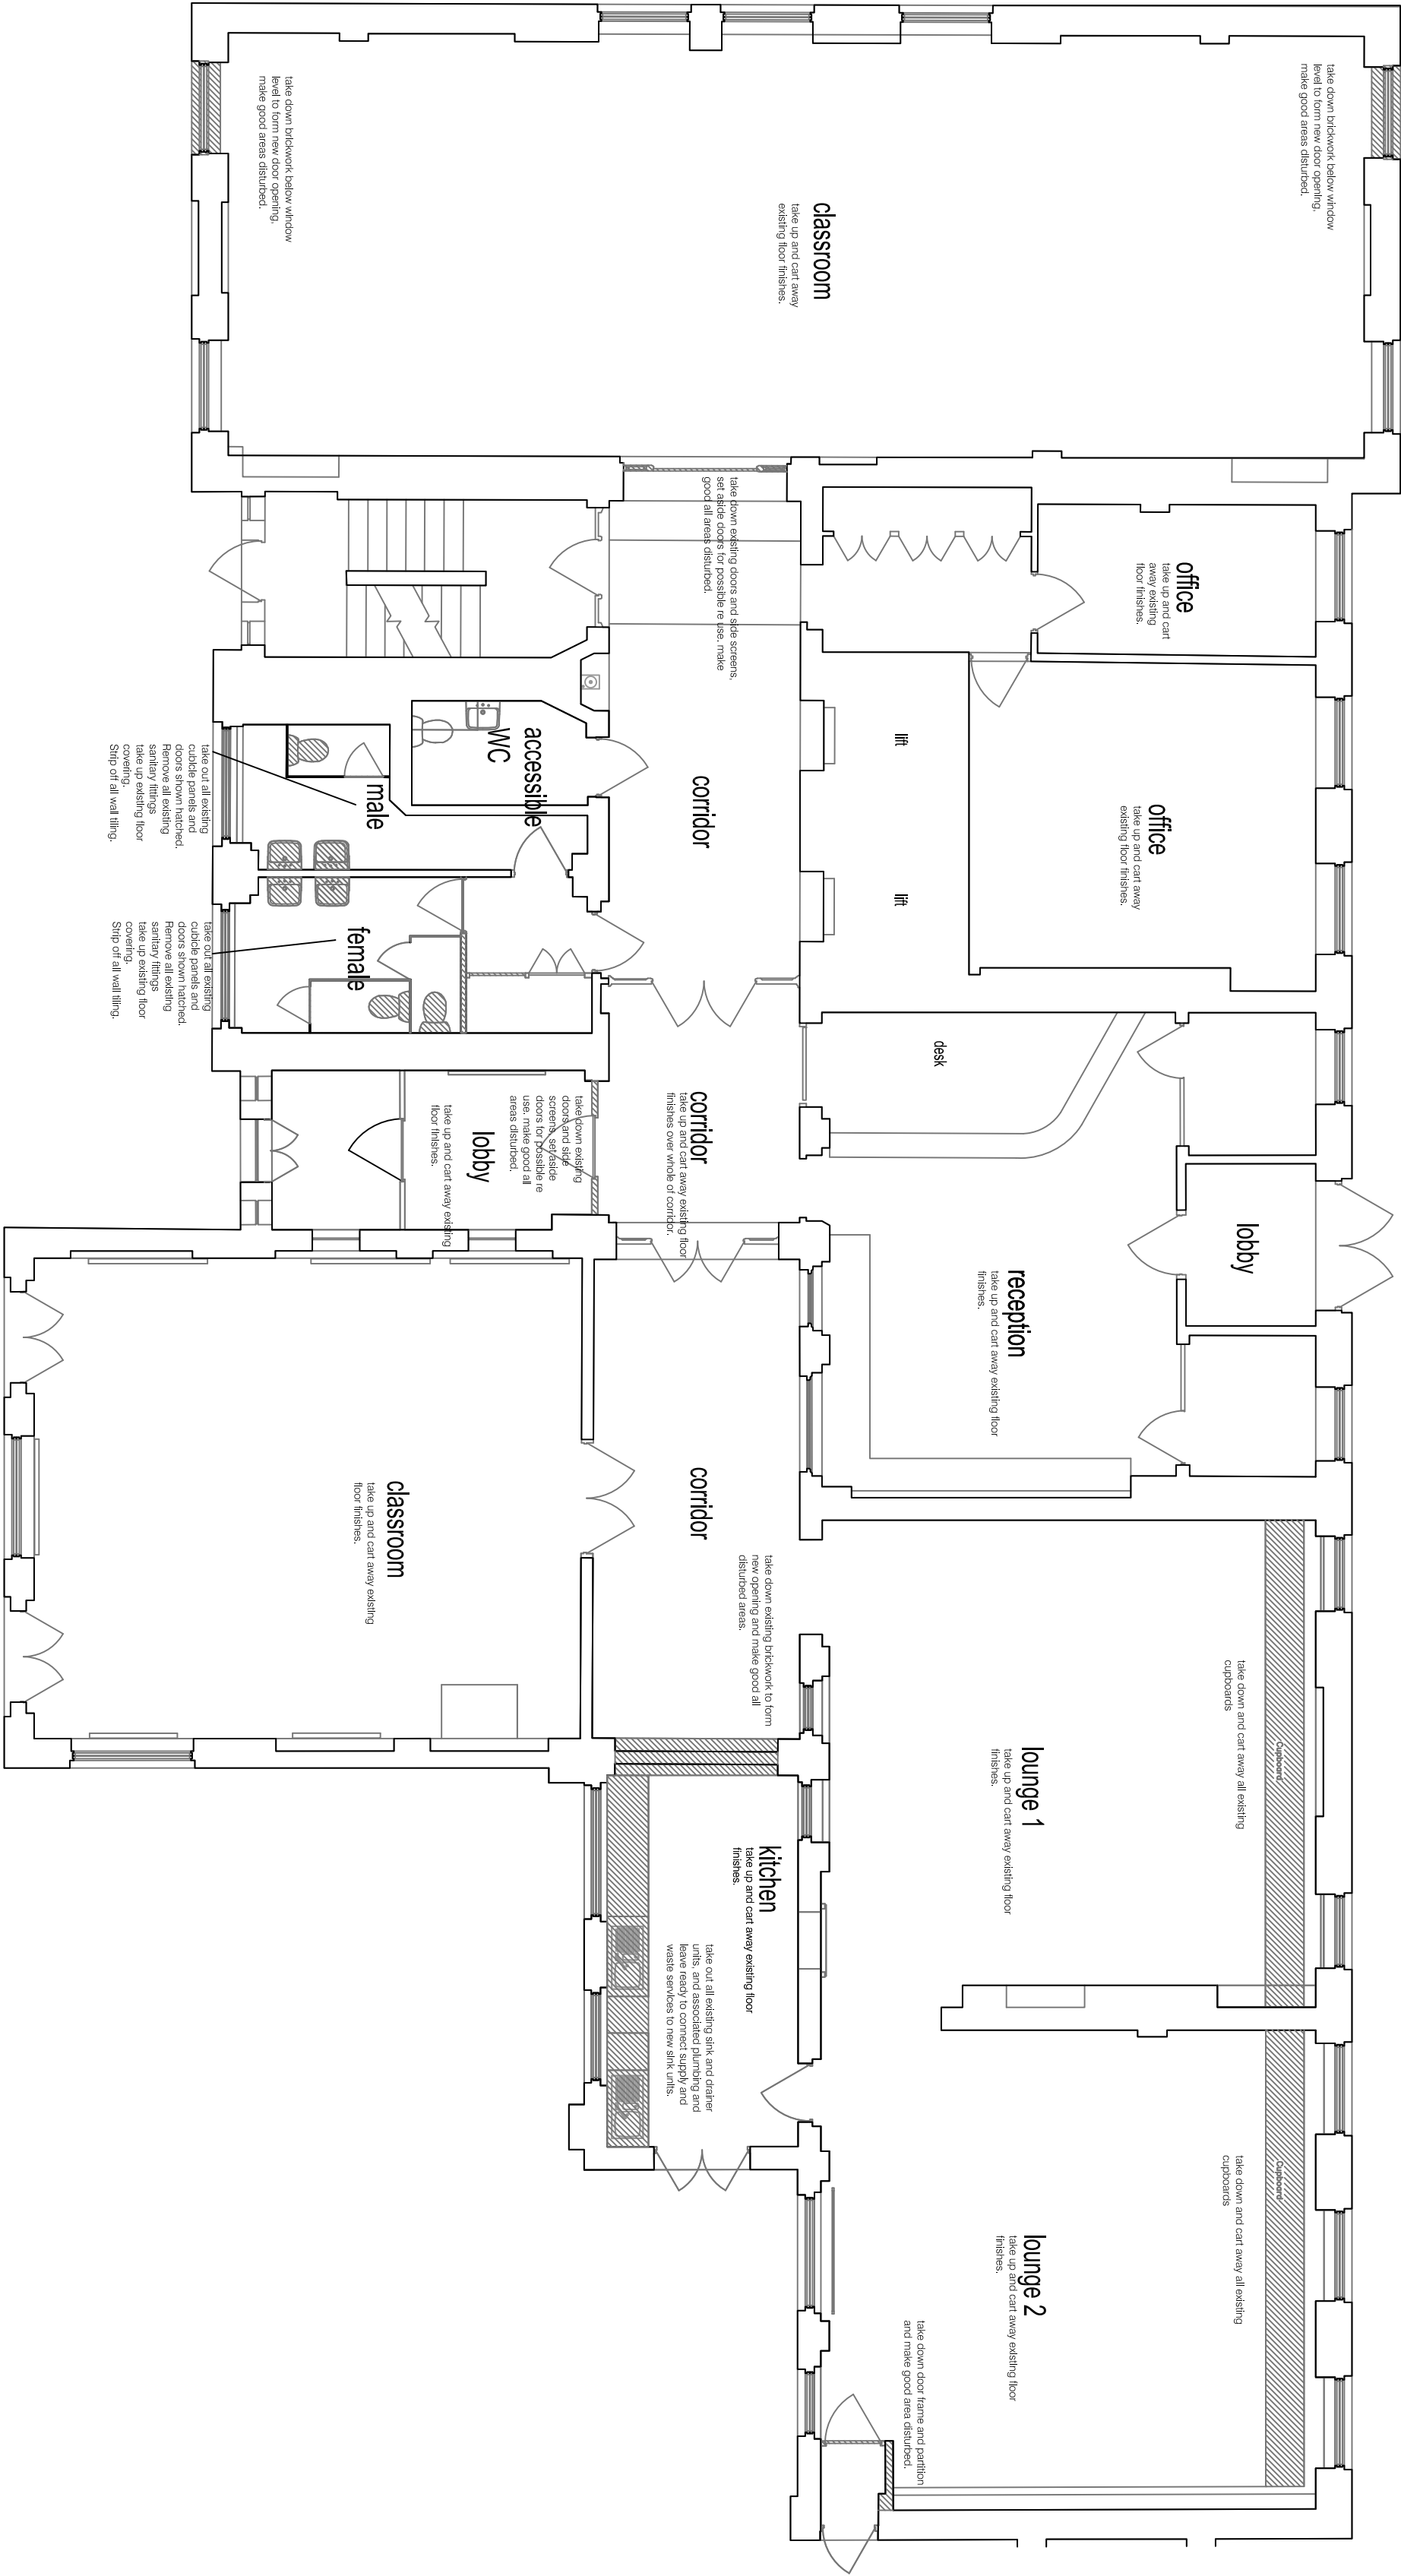 take down brickwork below window
level to form new door opening,
make good areas disturbed.
take down brickwork below window
level to form new door opening,
make good areas disturbed.
classroom
take up and cart away
existing floor finishes.
take down existing doors and side screens,
set aside doors for possible re use. make
good all areas disturbed.
office
take up and cart
away existing
floor finishes.
office
take up and cart away
existing floor finishes.
lift
lift
corridor
accessible
WC
male
take out all existing
cubicle panels and
doors shown hatched.
Remove all existing
sanitary fittings
take up existing floor
covering.
Strip off all wall tiling.
female
take out all existing
cubicle panels and
doors shown hatched.
Remove all existing
sanitary fittings
take up existing floor
covering.
Strip off all wall tiling.
desk
corridor
take up and cart away existing floor
finishes over whole of corridor.
take down existing
doors and side
screens, set aside
doors for possible re
use. make good all
areas disturbed.
lobby
take up and cart away existing
floor finishes.
lobby
reception
take up and cart away existing floor
finishes.
corridor
classroom
take up and cart away existing
floor finishes.
take down existing brickwork to form
new opening and make good all
disturbed areas.
take down and cart away all existing
cupboards
Cupboard
lounge 1
take up and cart away existing floor
finishes.
kitchen
take up and cart away existing floor
finishes.
take out all existing sink and drainer
units, and associated plumbing and
leave ready to connect supply and
waste services to new sink units.
take down and cart away all existing
cupboards
Cupboard
lounge 2
take up and cart away existing floor
finishes.
take down door frame and partition
and make good area disturbed.